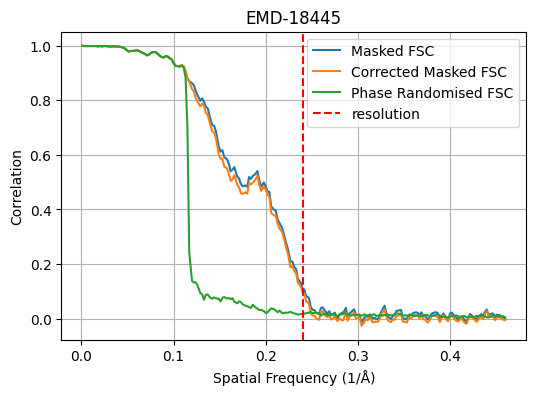 EMD-18445
Masked FSC
Corrected Masked FSC
Phase Randomised FSC
resolution
Correlation
1.0
0.8
0.6
0.4
0.2
0.0
0.0 0.1 0.2 0.3 0.4
Spatial Frequency (1/Å)